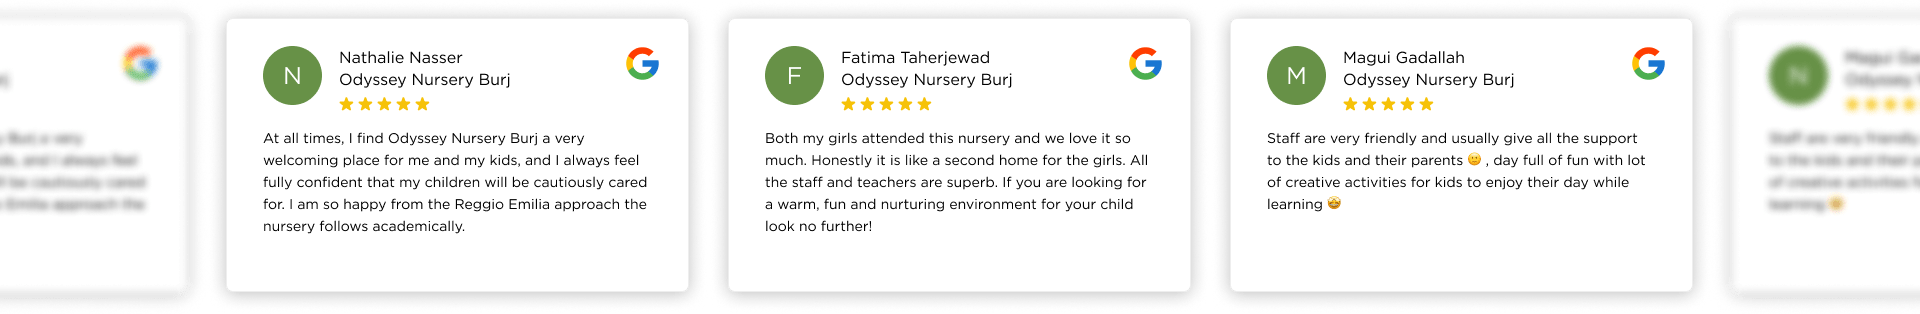 N
Nathalie Nasser
Odyssey Nursery Burj
At all times, I find Odyssey Nursery Burj a very
welcoming place for me and my kids, and I always feel
fully confident that my children will be cautiously cared
for. I am so happy from the Reggio Emilia approach the
nursery follows academically.
F
Fatima Taherjewad
Odyssey Nursery Burj
Both my girls attended this nursery and we love it so
much. Honestly it is like a second home for the girls. All
the staff and teachers are superb. If you are looking for
a warm, fun and nurturing environment for your child
look no further!
M
Magui Gadallah
Odyssey Nursery Burj
Staff are very friendly and usually give all the support
to the kids and their parents 🙂 , day full of fun with lot
of creative activities for kids to enjoy their day while
learning 🤩